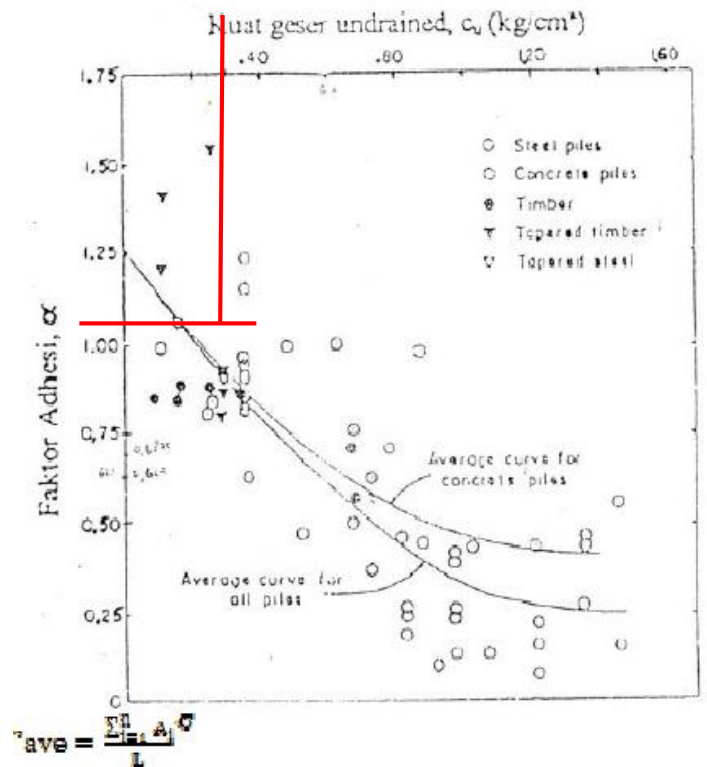 Kuat geser undrained, cᵤ (kg/cm²)
.40 .80 1,20 1,60
1.75
1,50
1.25
1.00
0,75
0,50
0,25
0
Faktor Adhesi, α
Steel piles
Concrete piles
Timber
Tapered timber
Tapered steel
Average curve for
concrete piles
Average curve for
all piles
ave =
L